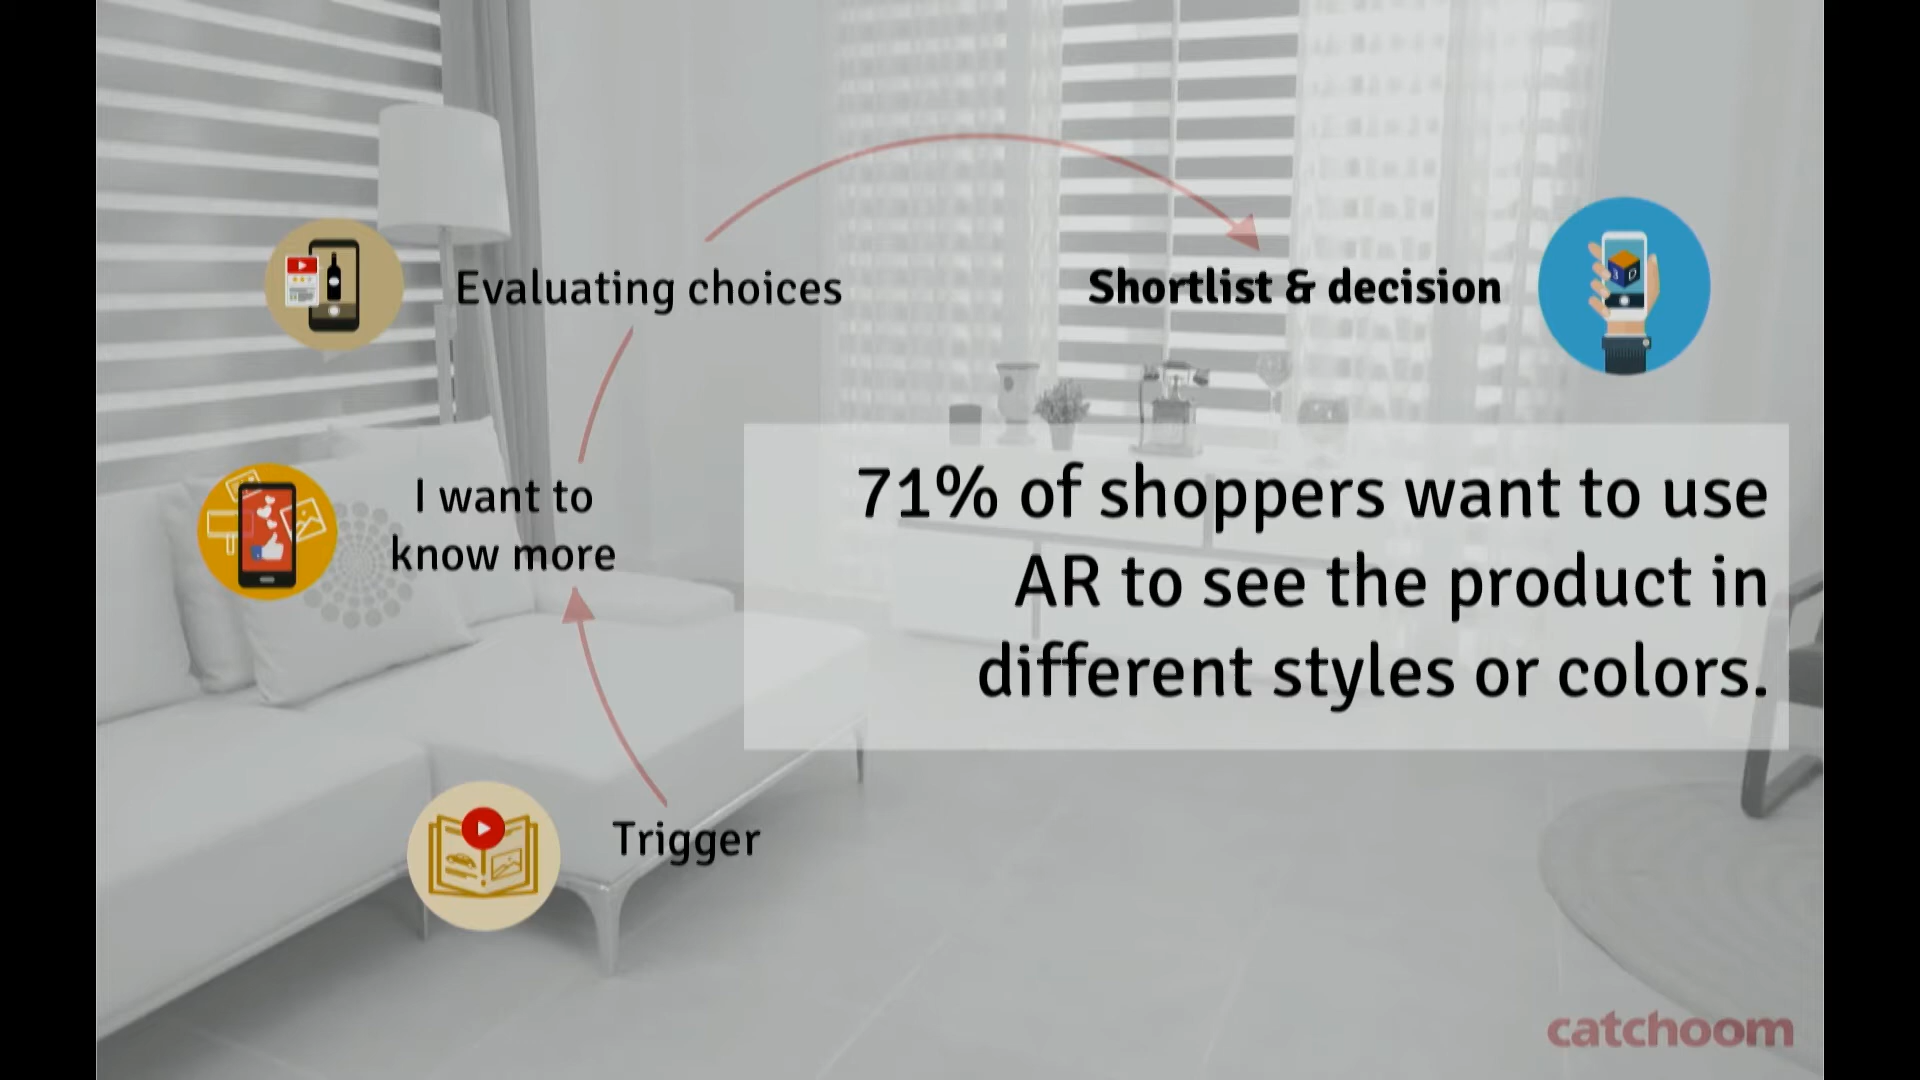 Evaluating choices
Shortlist & decision
I want to
know more
71% of shoppers want to use
AR to see the product in
different styles or colors.
Trigger
catchoom